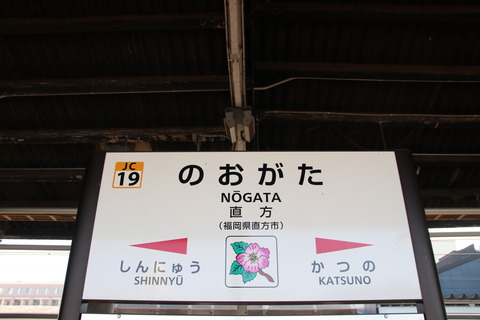 JC
19
のおがた
NŌGATA
直方
(福岡県直方市)
しんにゅう
SHINNYŪ
かつの
KATSUNO